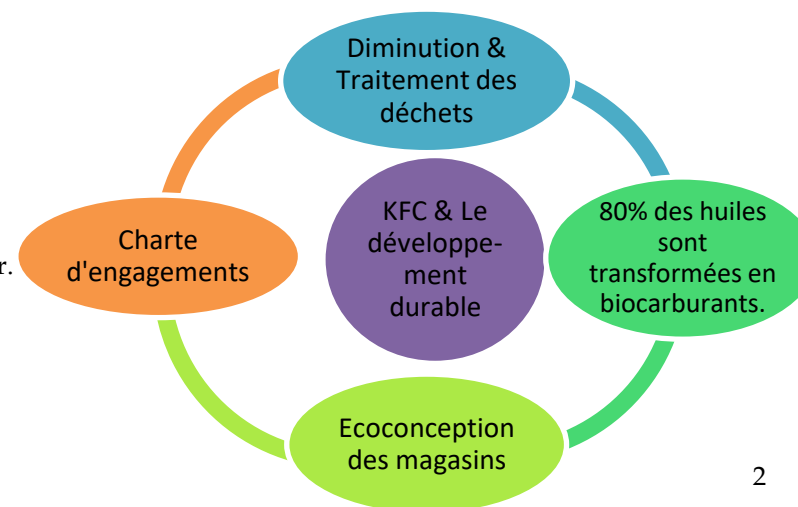 Diminution &
Traitement des
déchets
Charte
d'engagements
r.
KFC & Le
développe-
ment
durable
80% des huiles
sont
transformées en
biocarburants.
Ecoconception
des magasins
2